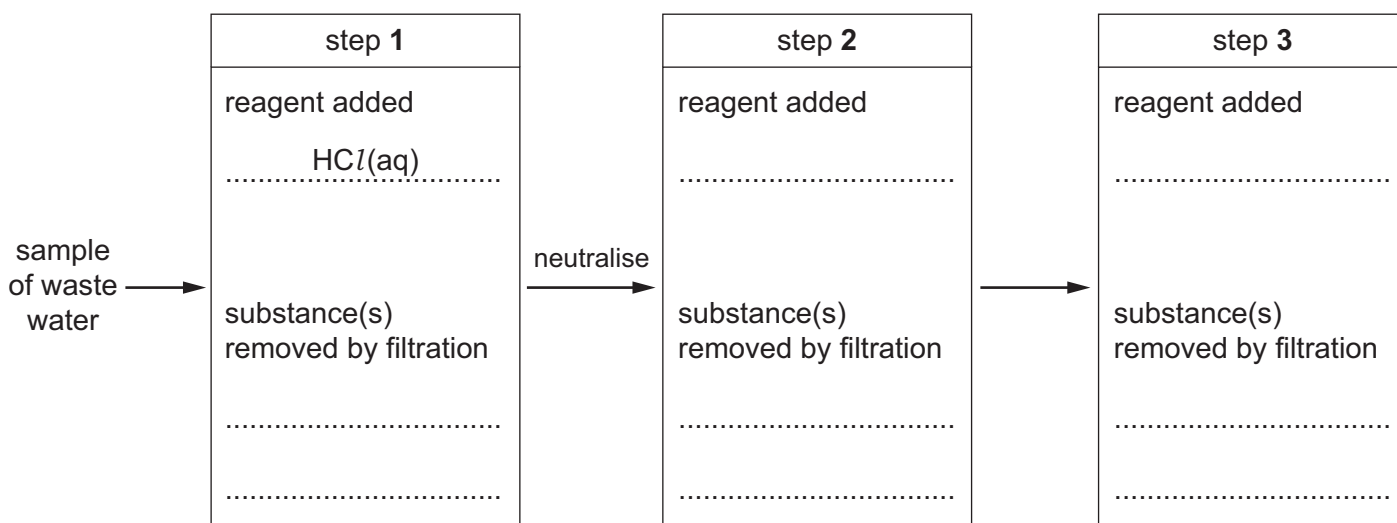 step 1
reagent added
HCl(aq)
..................................
substance(s)
removed by filtration
..................................
..................................
step 2
reagent added
..................................
substance(s)
removed by filtration
..................................
..................................
step 3
reagent added
..................................
substance(s)
removed by filtration
..................................
..................................
sample
of waste
water
neutralise